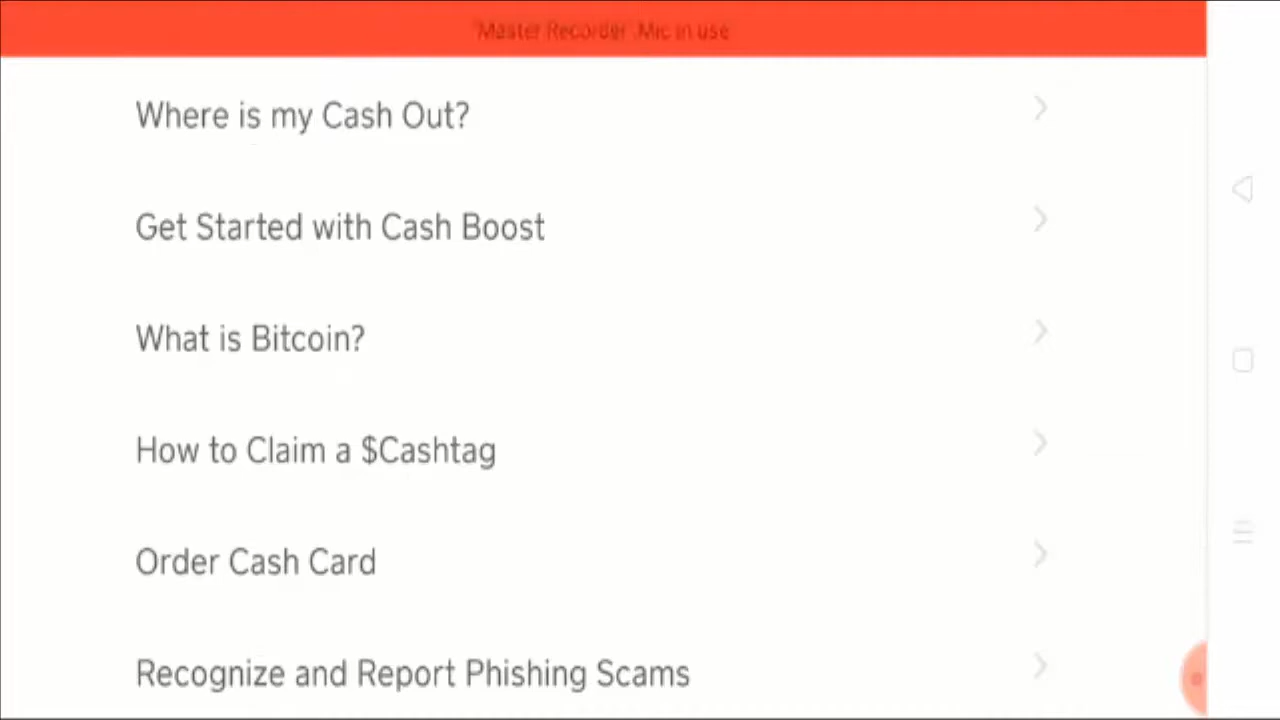 "Master Recorder" Mic in use
Where is my Cash Out?
Get Started with Cash Boost
What is Bitcoin?
How to Claim a $Cashtag
Order Cash Card
Recognize and Report Phishing Scams